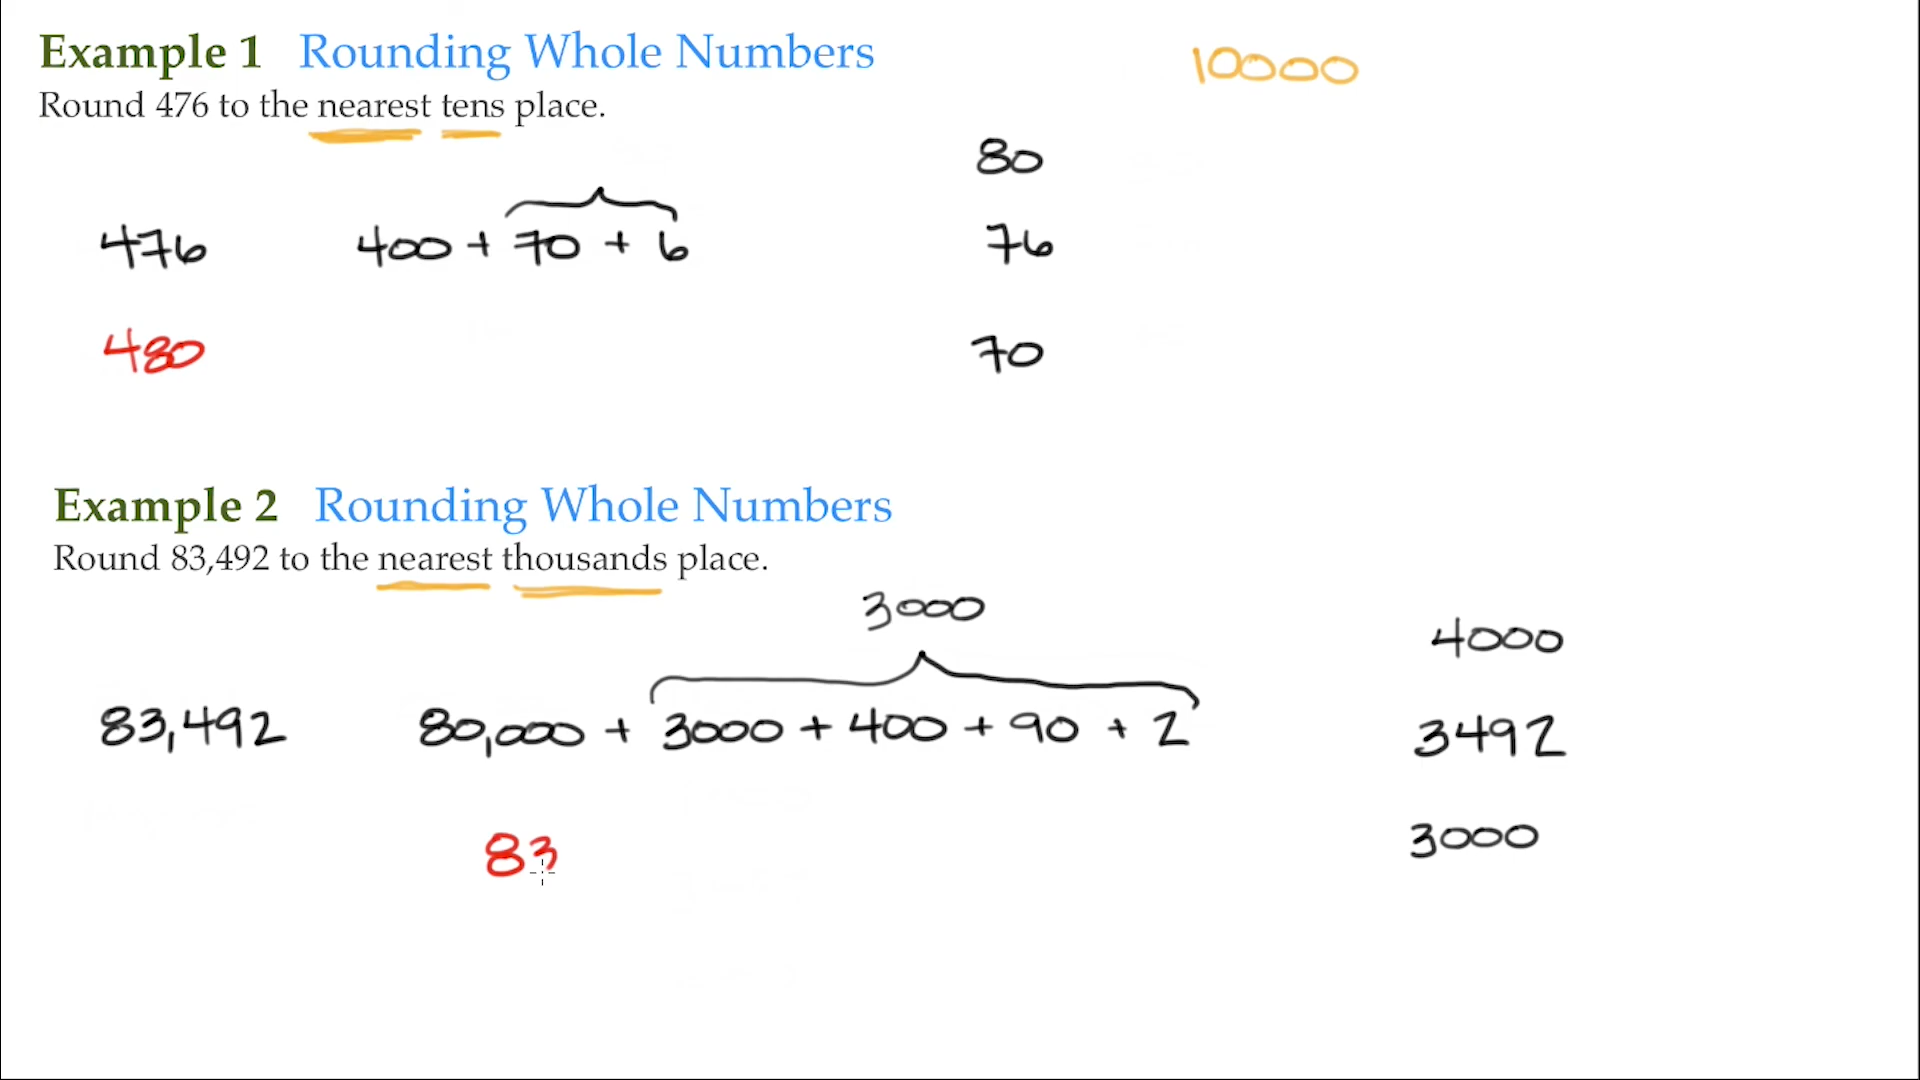 Example 1 Rounding Whole Numbers
10000
Round 476 to the nearest tens place.
80
476 400 + 70 + 6 76
480 70
Example 2 Rounding Whole Numbers
Round 83,492 to the nearest thousands place.
3000
4000
83,492 80,000 + 3000 + 400 + 90 + 2 3492
83 3000